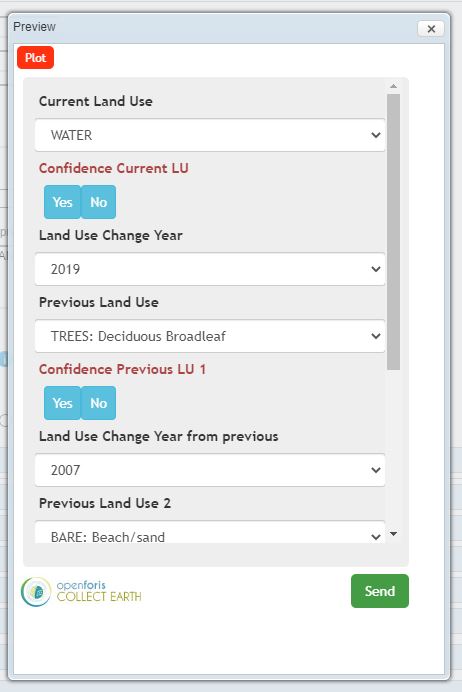 Preview
Plot
Current Land Use
WATER
Confidence Current LU
Yes No
Land Use Change Year
2019
Previous Land Use
TREES: Deciduous Broadleaf
Confidence Previous LU 1
Yes No
Land Use Change Year from previous
2007
Previous Land Use 2
BARE: Beach/sand
openforis
COLLECT EARTH
Send